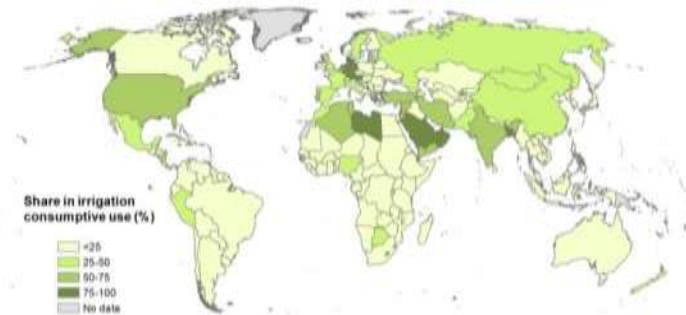 Share in irrigation
consumptive use (%)
<25
25-50
50-75
75-100
No data